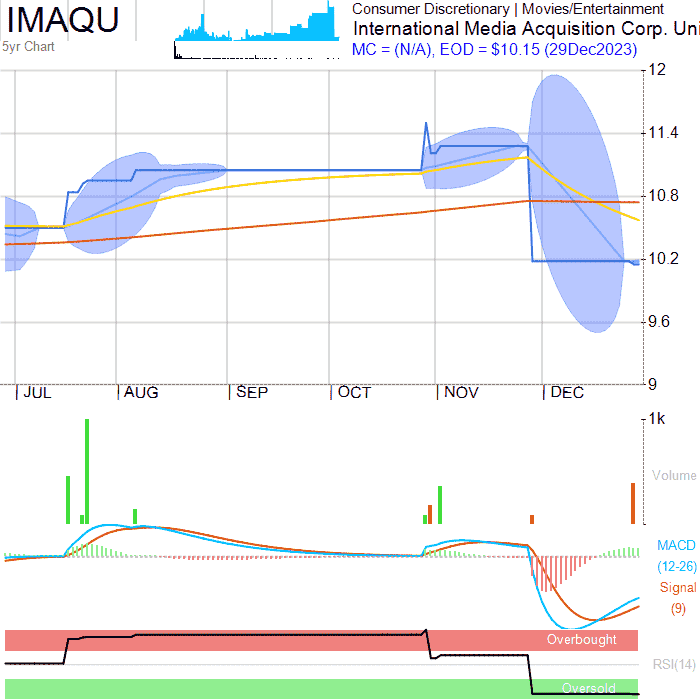 IMAQU
5yr Chart
Consumer Discretionary | Movies/Entertainment
International Media Acquisition Corp. Uni
MC = (N/A), EOD = $10.15 (29Dec2023)
12
11.4
10.8
10.2
9.6
9
JUL AUG SEP OCT NOV DEC
1k
Volume
MACD
(12-26)
Signal
(9)
Overbought
RSI(14)
Oversold